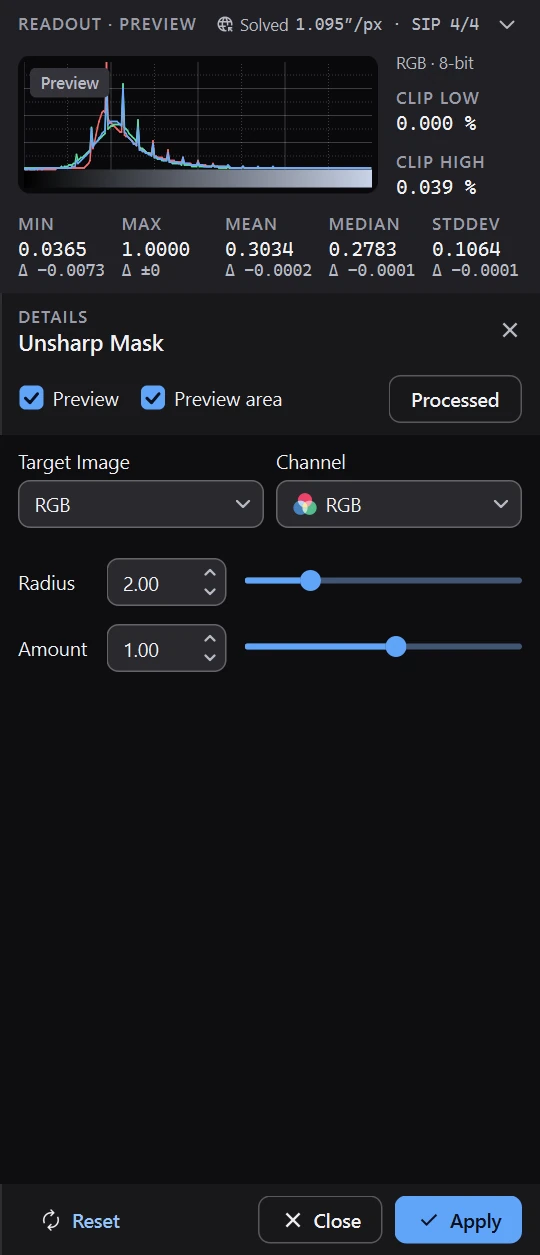 READOUT · PREVIEW Solved 1.095″/px · SIP 4/4
Preview
RGB · 8-bit
CLIP LOW
0.000 %
CLIP HIGH
0.039 %
MIN MAX MEAN MEDIAN STDDEV
0.0365 1.0000 0.3034 0.2783 0.1064
Δ −0.0073 Δ ±0 Δ −0.0002 Δ −0.0001 Δ −0.0001
DETAILS
Unsharp Mask
Preview Preview area Processed
Target Image Channel
RGB RGB
Radius 2.00
Amount 1.00
Reset Close Apply